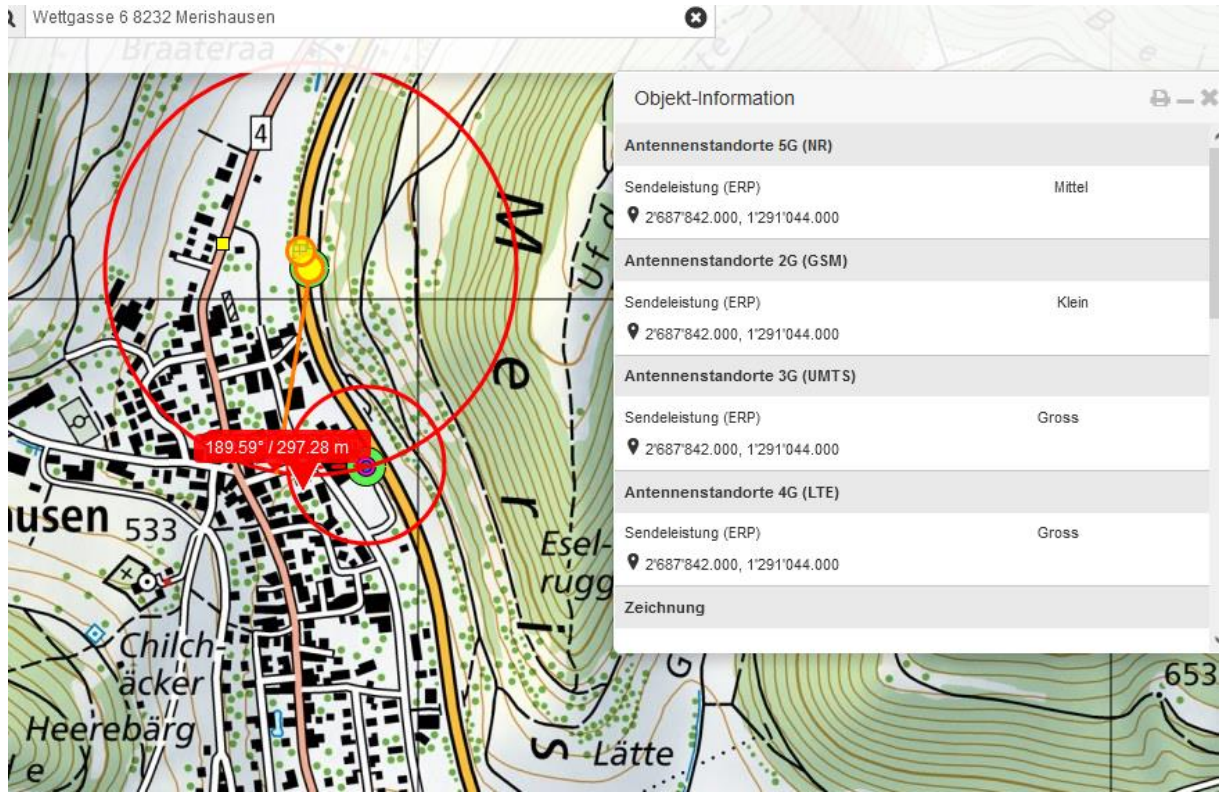 Wettgasse 6 8232 Merishausen
Braateraa
Objekt-Information
Antennenstandorte 5G (NR)
Sendeleistung (ERP) Mittel
2'687'842.000, 1'291'044.000
Antennenstandorte 2G (GSM)
Sendeleistung (ERP) Klein
2'687'842.000, 1'291'044.000
Antennenstandorte 3G (UMTS)
Sendeleistung (ERP) Gross
2'687'842.000, 1'291'044.000
Antennenstandorte 4G (LTE)
Sendeleistung (ERP) Gross
2'687'842.000, 1'291'044.000
Zeichnung
4
M
e
r
i
s
Uf d
189.59° / 297.28 m
usen 533
Esel-
rugg
Chilch-
äcker
Heerebärg
Lätte
G
653
e